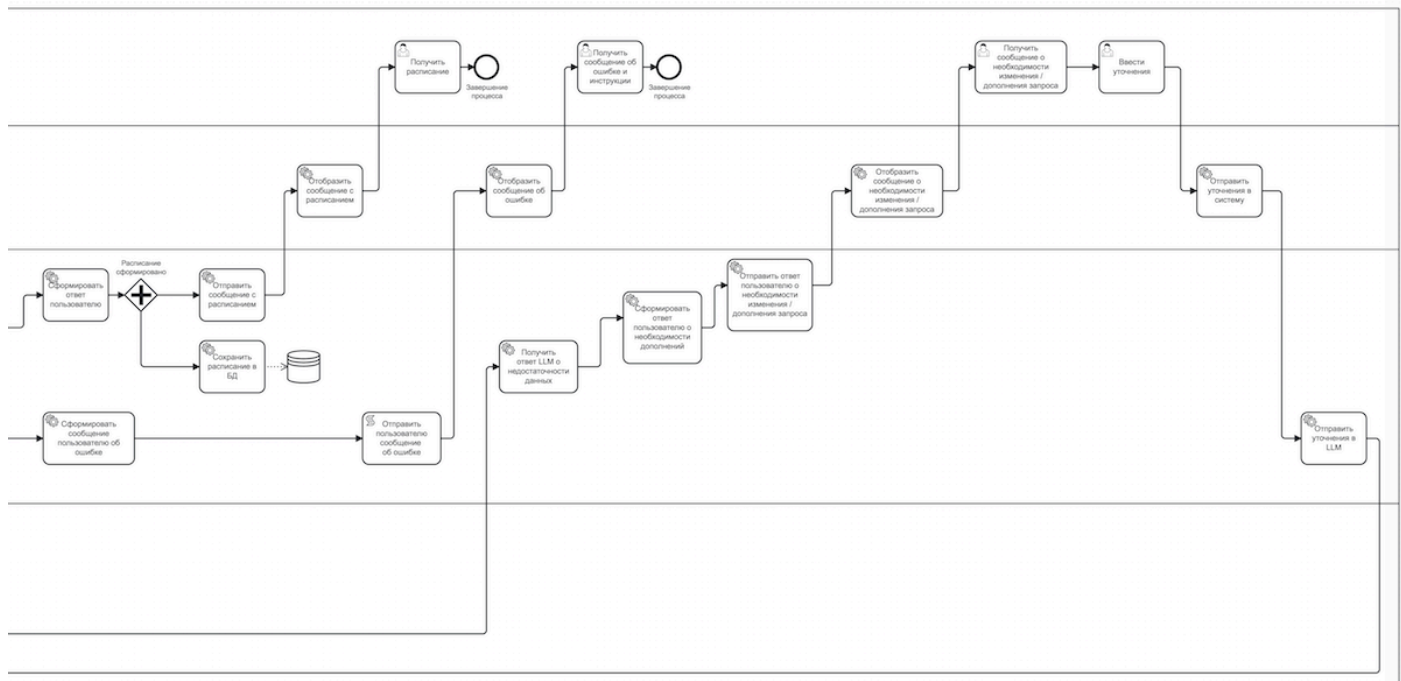 Получить
расписание
Завершение
процесса
Получить
сообщение об
ошибке и
инструкции
Завершение
процесса
Получить
сообщение о
необходимости
изменения /
дополнения запроса
Ввести
уточнения
Отобразить
сообщение с
расписанием
Отобразить
сообщение об
ошибке
Отобразить
сообщение о
необходимости
изменения /
дополнения запроса
Отправить
уточнения в
систему
Сформировать
ответ
пользователю
Расписание
сформировано
Отправить
сообщение с
расписанием
Сохранить
расписание в
БД
Получить
ответ LLM о
недостаточности
данных
Сформировать
ответ
пользователю о
необходимости
дополнений
Отправить ответ
пользователю о
необходимости
изменения /
дополнения запроса
Сформировать
сообщение
пользователю об
ошибке
Отправить
пользователю
сообщение
об ошибке
Отправить
уточнения в
LLM